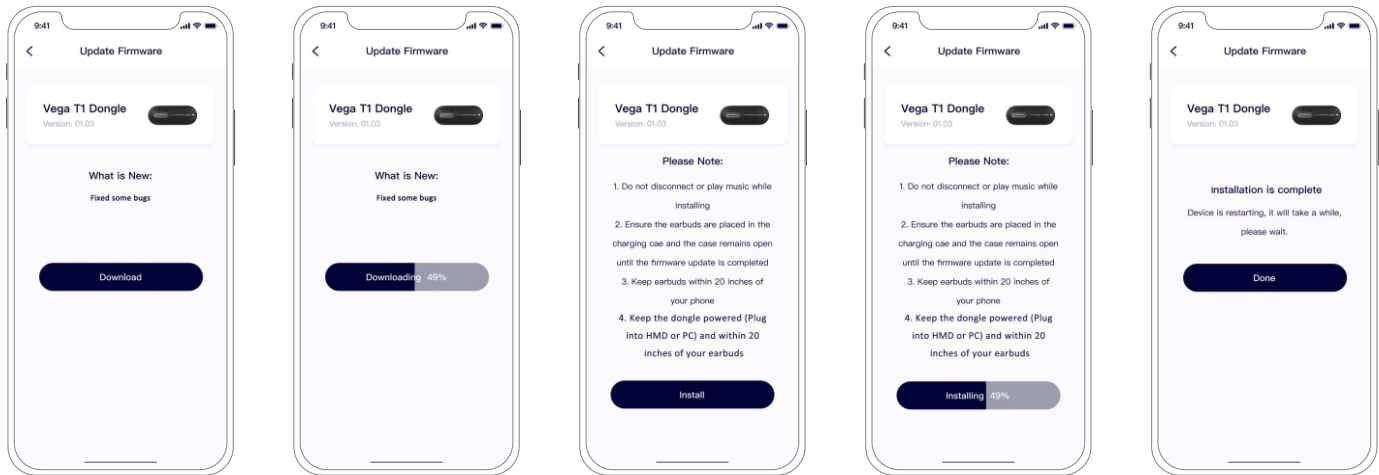 9:41
Update Firmware
Vega T1 Dongle
Version: 01.03
What is New:
Fixed some bugs
Download
9:41
Update Firmware
Vega T1 Dongle
Version: 01.03
What is New:
Fixed some bugs
Downloading 49%
9:41
Update Firmware
Vega T1 Dongle
Version: 01.03
Please Note:
1. Do not disconnect or play music while
installing
2. Ensure the earbuds are placed in the
charging cae and the case remains open
until the firmware update is completed
3. Keep earbuds within 20 inches of
your phone
4. Keep the dongle powered (Plug
into HMD or PC) and within 20
inches of your earbuds
Install
9:41
Update Firmware
Vega T1 Dongle
Version: 01.03
Please Note:
1. Do not disconnect or play music while
installing
2. Ensure the earbuds are placed in the
charging cae and the case remains open
until the firmware update is completed
3. Keep earbuds within 20 inches of
your phone
4. Keep the dongle powered (Plug
into HMD or PC) and within 20
inches of your earbuds
Installing 49%
9:41
Update Firmware
Vega T1 Dongle
Version: 01.03
Installation is complete
Device is restarting, it will take a while,
please wait.
Done